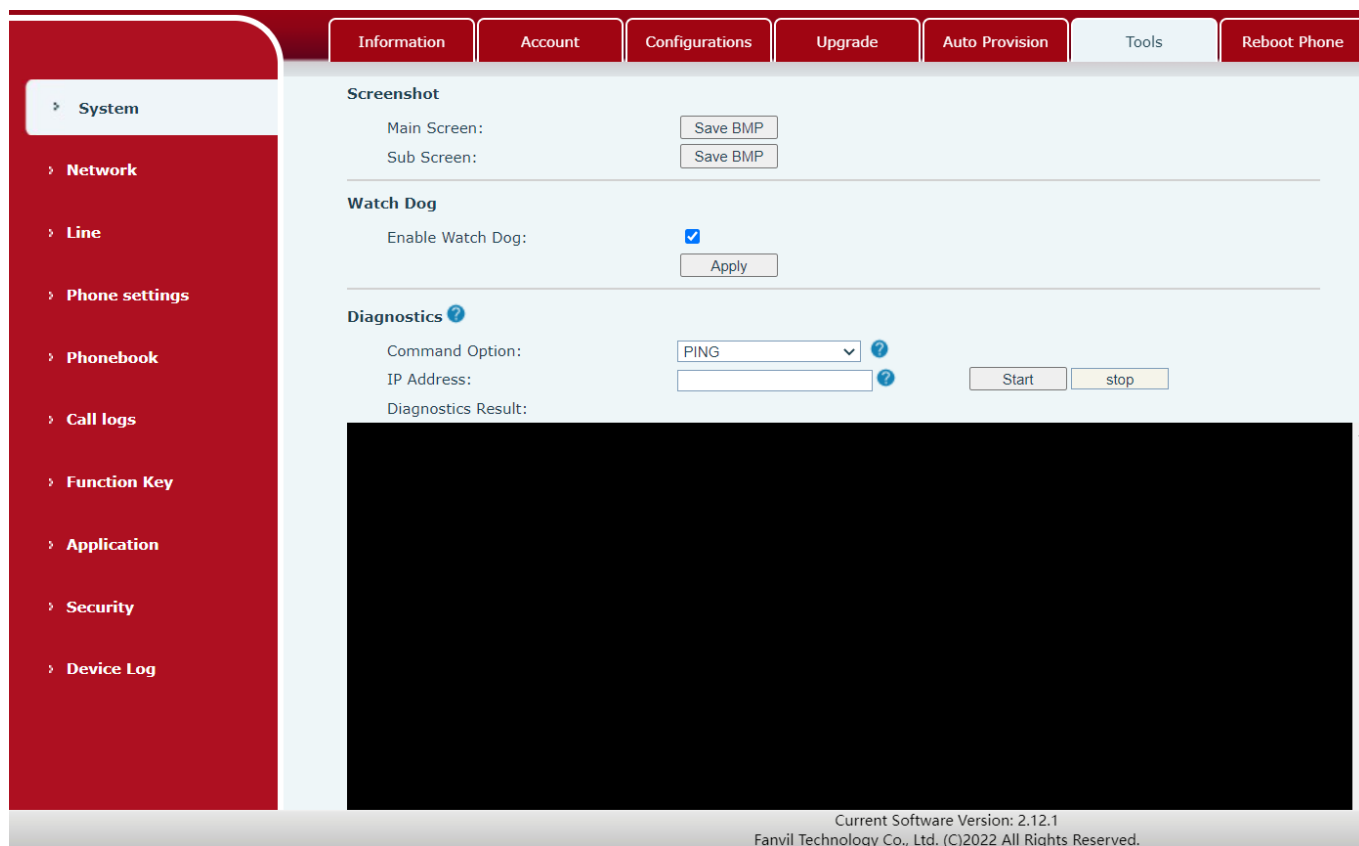 Information Account Configurations Upgrade Auto Provision Tools Reboot Phone
System
Network
Line
Phone settings
Phonebook
Call logs
Function Key
Application
Security
Device Log
Screenshot
Main Screen: Save BMP
Sub Screen: Save BMP
Watch Dog
Enable Watch Dog:
Apply
Diagnostics ?
Command Option: PING ?
IP Address: ? Start stop
Diagnostics Result:
Current Software Version: 2.12.1
Fanvil Technology Co., Ltd. (C)2022 All Rights Reserved.